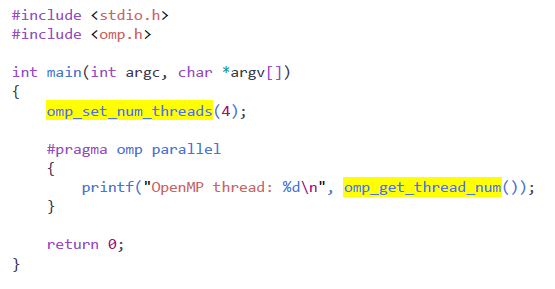 #include <stdio.h>
#include <omp.h>

int main(int argc, char *argv[])
{
    omp_set_num_threads(4);

    #pragma omp parallel
    {
        printf("OpenMP thread: %d\n", omp_get_thread_num());
    }

    return 0;
}